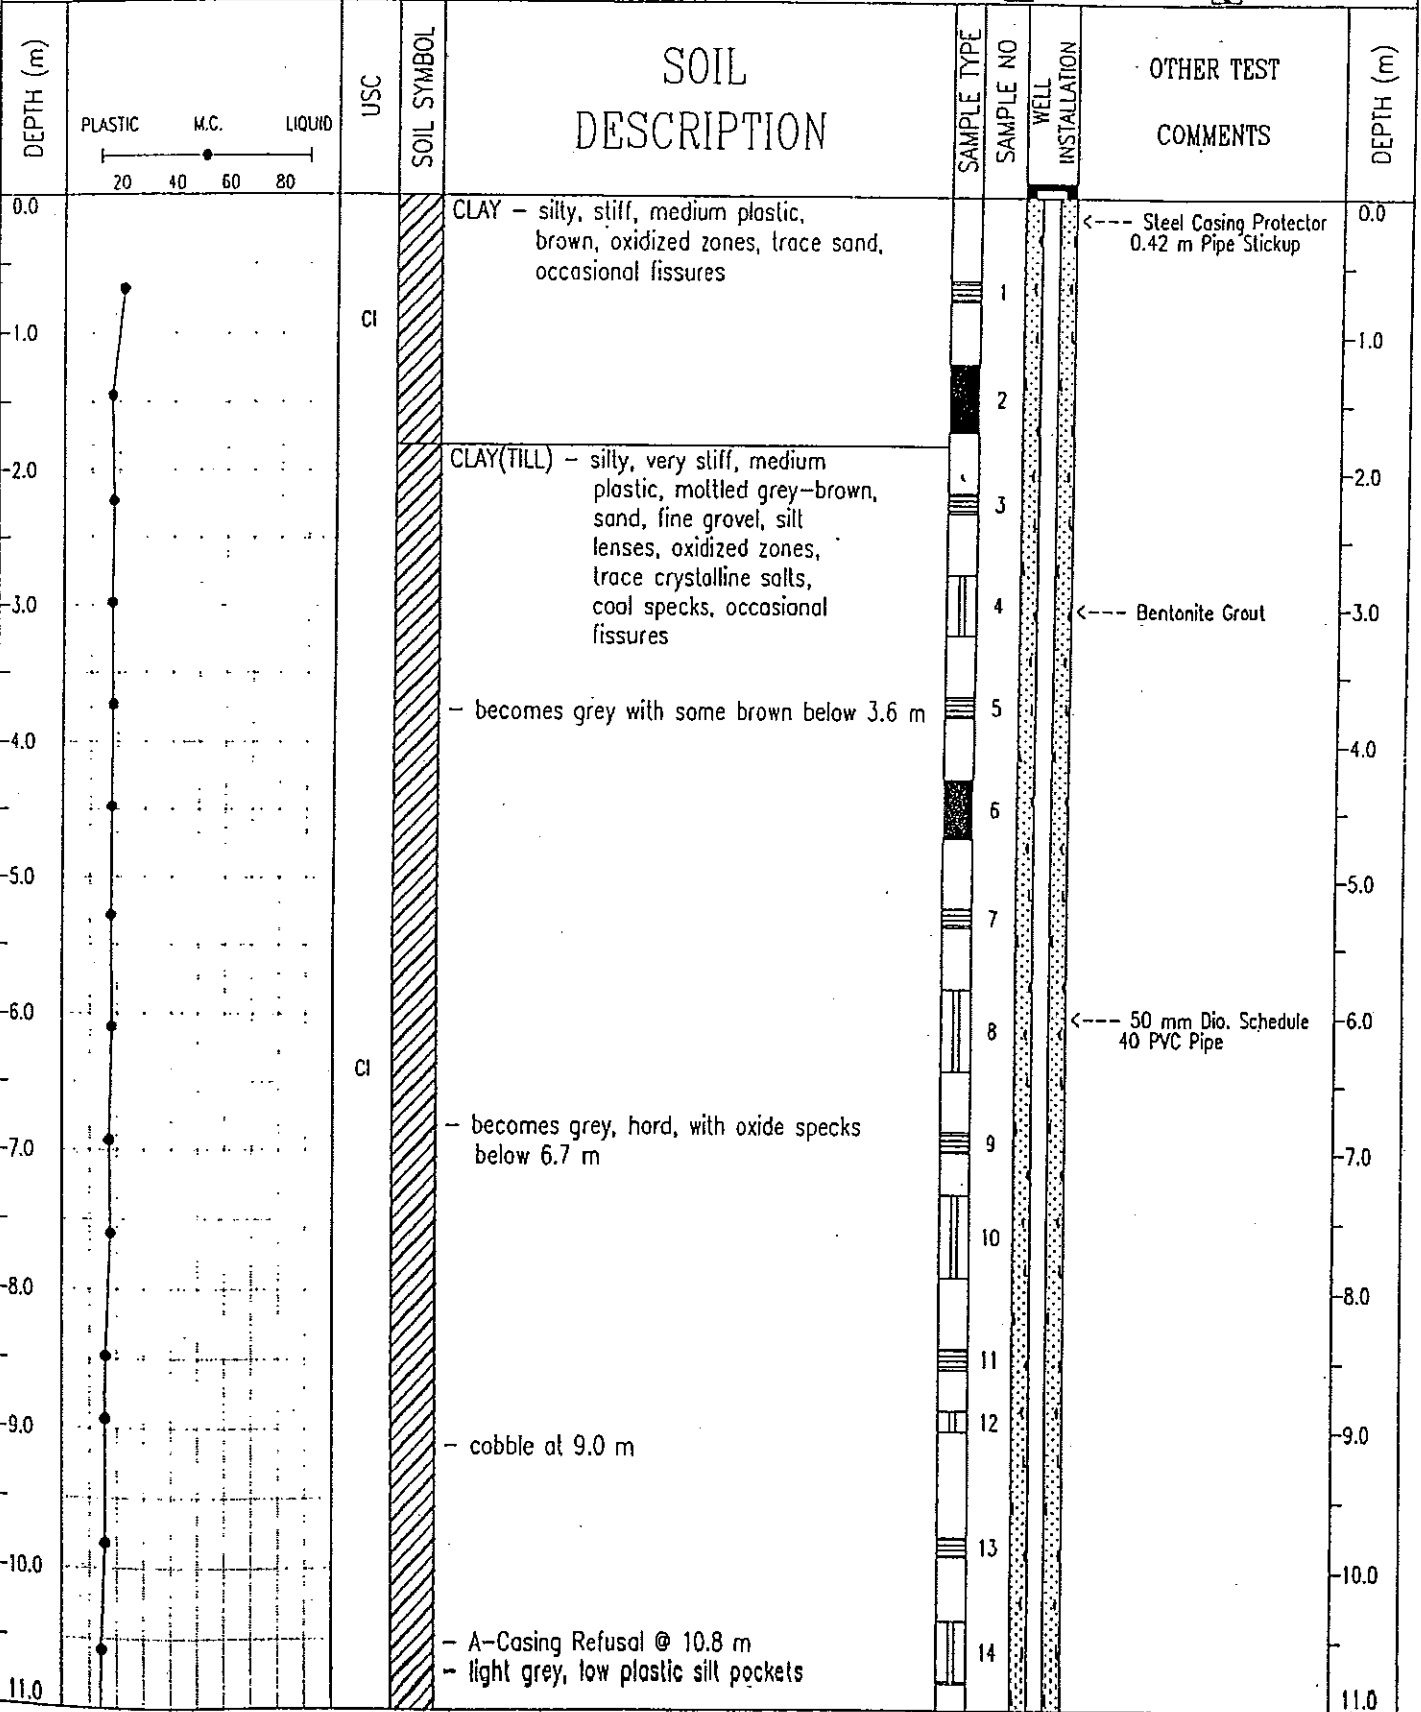 DEPTH (m)
PLASTIC M.C. LIQUID
20 40 60 80
USC
SOIL SYMBOL
SOIL
DESCRIPTION
SAMPLE TYPE
SAMPLE NO
WELL
INSTALLATION
OTHER TEST
COMMENTS
DEPTH (m)
0.0
CLAY – silty, stiff, medium plastic,
brown, oxidized zones, trace sand,
occasional fissures
<--- Steel Casing Protector
0.42 m Pipe Stickup
0.0
1
CI
-1.0
-1.0
2
CLAY(TILL) – silty, very stiff, medium
plastic, mottled grey-brown,
sand, fine gravel, silt
lenses, oxidized zones,
trace crystalline salts,
coal specks, occasional
fissures
-2.0
-2.0
3
-3.0
4
<--- Bentonite Grout
-3.0
– becomes grey with some brown below 3.6 m
5
-4.0
-4.0
6
-5.0
-5.0
7
-6.0
8
<--- 50 mm Dia. Schedule
40 PVC Pipe
-6.0
CI
– becomes grey, hard, with oxide specks
below 6.7 m
9
-7.0
-7.0
10
-8.0
-8.0
11
12
-9.0
– cobble at 9.0 m
-9.0
13
-10.0
-10.0
– A-Casing Refusal @ 10.8 m
– light grey, low plastic silt pockets
14
11.0
11.0